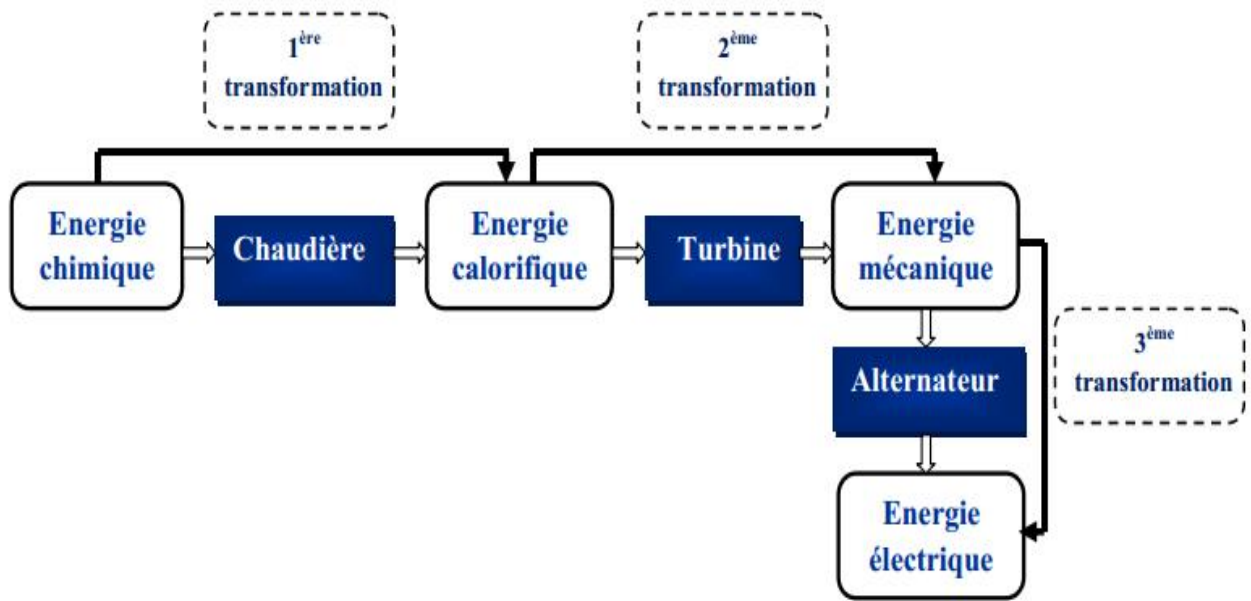 1ère
transformation
2ème
transformation
Energie
chimique
Chaudière
Energie
calorifique
Turbine
Energie
mécanique
3ème
transformation
Alternateur
Energie
électrique